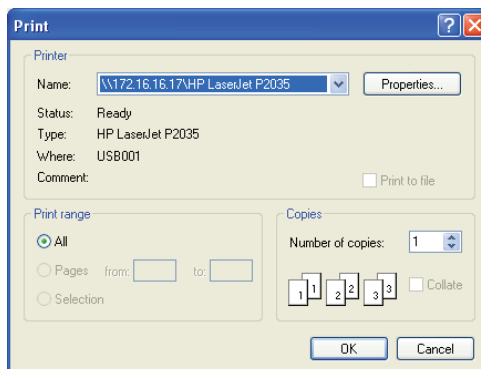 Print
Printer
Name: \\172.16.16.17\HP LaserJet P2035 Properties...
Status: Ready
Type: HP LaserJet P2035
Where: USB001
Comment: Print to file
Print range
All
Pages from: to:
Selection
Copies
Number of copies: 1
1 1 2 2 3 3 Collate
OK Cancel